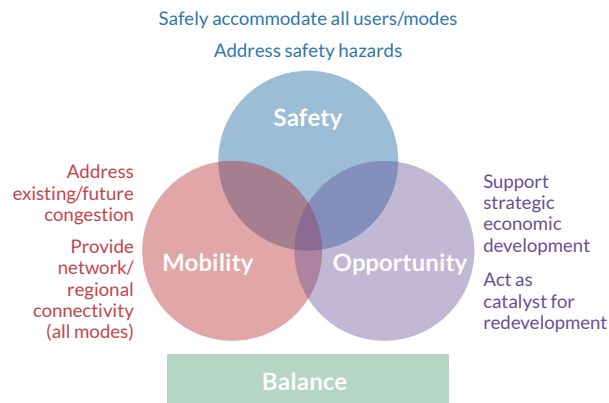 Safely accommodate all users/modes
Address safety hazards
Safety
Address
existing/future
congestion
Provide
network/
regional
connectivity
(all modes)
Mobility
Opportunity
Support
strategic
economic
development
Act as
catalyst for
redevelopment
Balance